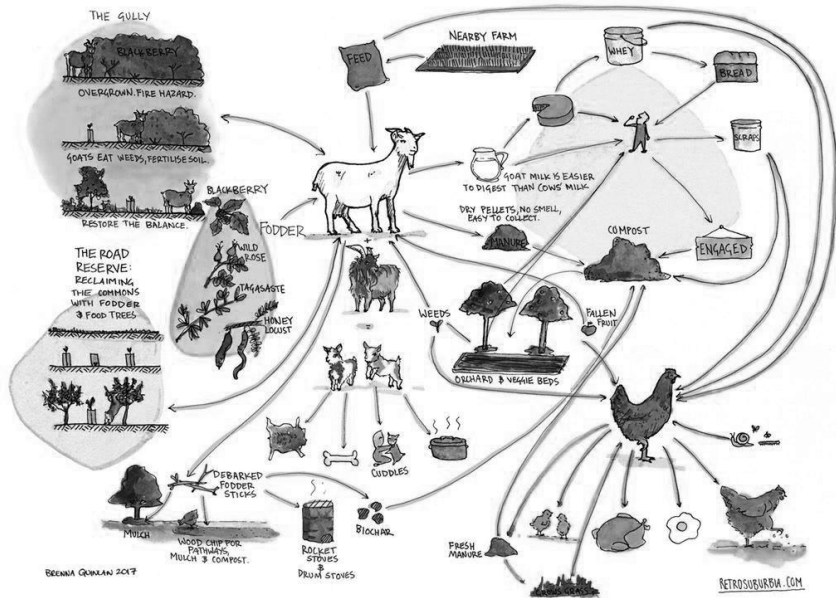 THE GULLY
BLACKBERRY
OVERGROWN. FIRE HAZARD.
GOATS EAT WEEDS, FERTILISE SOIL.
RESTORE THE BALANCE.
THE ROAD
RESERVE:
RECLAIMING
THE COMMONS
WITH FODDER
& FOOD TREES
BLACKBERRY
FODDER
WILD
ROSE
TAGASASTE
HONEY
LOCUST
FEED
NEARBY FARM
WHEY
BREAD
SCRAPS
GOAT MILK IS EASIER
TO DIGEST THAN COWS' MILK
DRY PELLETS, NO SMELL,
EASY TO COLLECT.
MANURE
COMPOST
ENGAGED
WEEDS
FALLEN
FRUIT
ORCHARD & VEGGIE BEDS
CUDDLES
DEBARKED
FODDER
STICKS
MULCH
WOOD CHIP FOR
PATHWAYS,
MULCH & COMPOST.
ROCKET
STOVES
&
DRUM STOVES
BIOCHAR
FRESH
MANURE
GRASS
BRENNA QUINLAN 2017
RETROSUBURBIA.COM